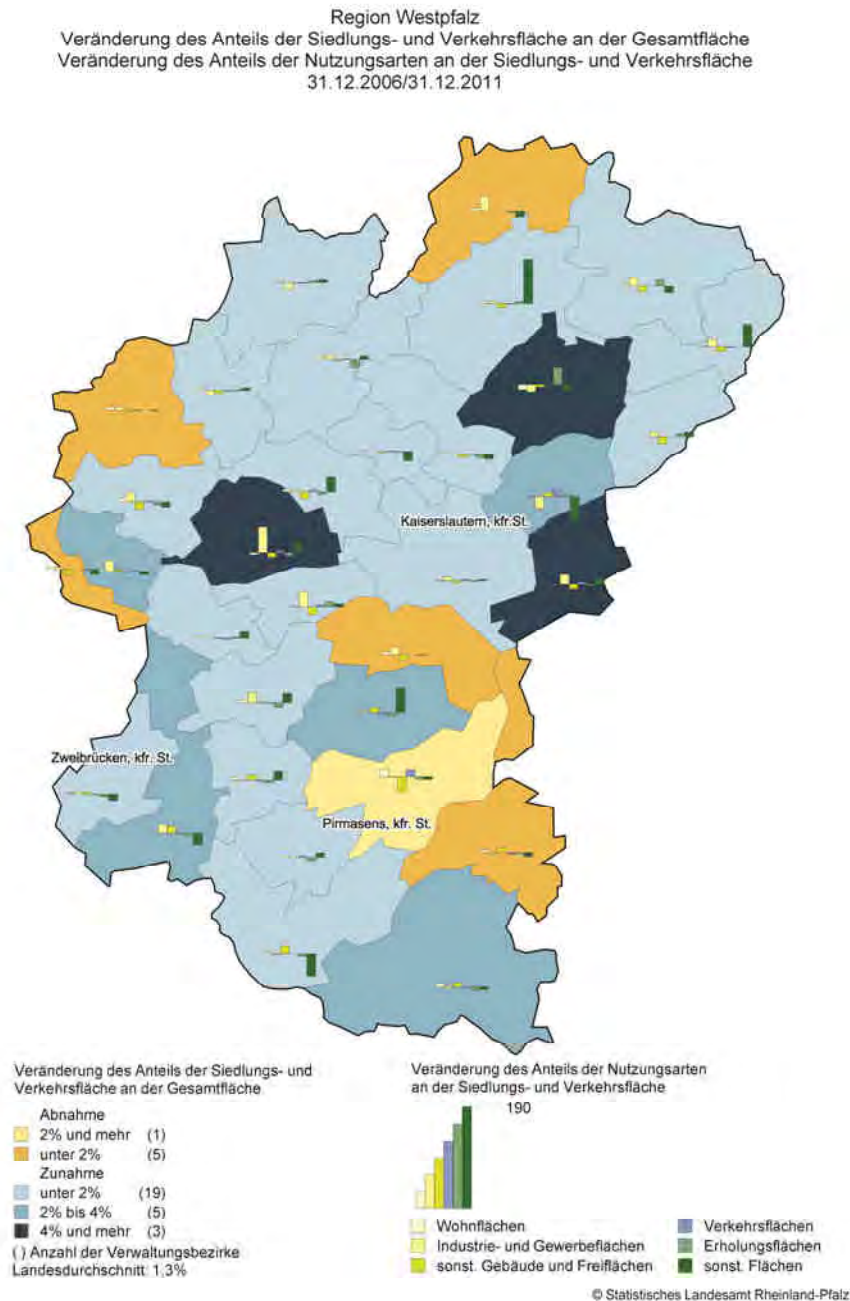 Region Westpfalz
Veränderung des Anteils der Siedlungs- und Verkehrsfläche an der Gesamtfläche
Veränderung des Anteils der Nutzungsarten an der Siedlungs- und Verkehrsfläche
31.12.2006/31.12.2011
Kaiserslautern, kfr.St.
Zweibrücken, kfr. St.
Pirmasens, kfr. St.
Veränderung des Anteils der Siedlungs- und
Verkehrsfläche an der Gesamtfläche
Abnahme
2% und mehr (1)
unter 2% (5)
Zunahme
unter 2% (19)
2% bis 4% (5)
4% und mehr (3)
( ) Anzahl der Verwaltungsbezirke
Landesdurchschnitt: 1,3%
Veränderung des Anteils der Nutzungsarten
an der Siedlungs- und Verkehrsfläche
190
Wohnflächen
Industrie- und Gewerbeflächen
sonst. Gebäude und Freiflächen
Verkehrsflächen
Erholungsflächen
sonst. Flächen
© Statistisches Landesamt Rheinland-Pfalz